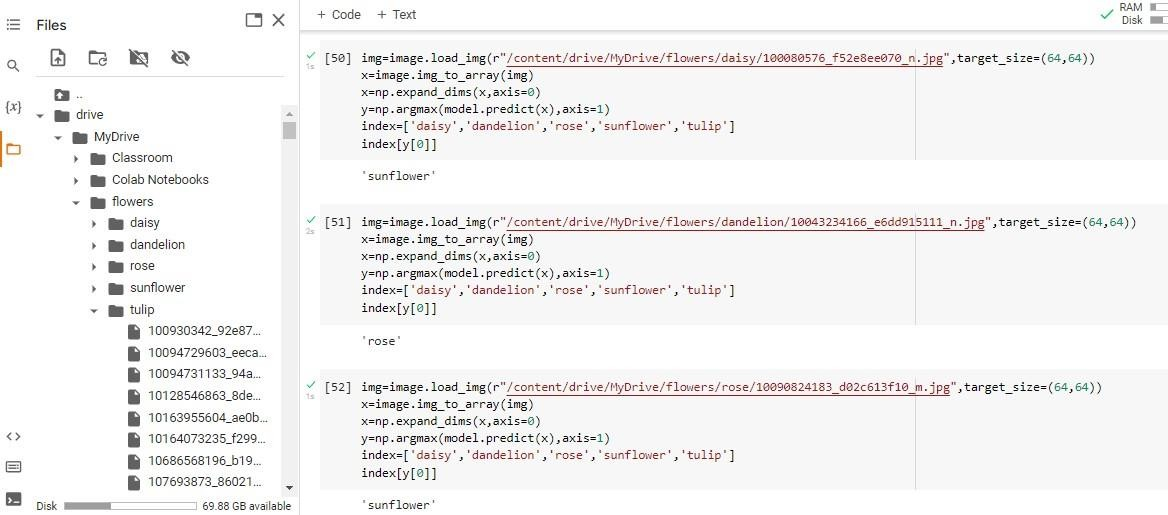 Files
..
drive
MyDrive
Classroom
Colab Notebooks
flowers
daisy
dandelion
rose
sunflower
tulip
100930342_92e87...
10094729603_eeca...
10094731133_94a...
10128546863_8de...
10163955604_ae0b...
10164073235_f299...
10686568196_b19...
107693873_86021...
Disk 69.88 GB available
{x}
<>
+ Code + Text
RAM
Disk
[50] img=image.load_img(r"/content/drive/MyDrive/flowers/daisy/100080576_f52e8ee070_n.jpg",target_size=(64,64))
1s
x=image.img_to_array(img)
x=np.expand_dims(x,axis=0)
y=np.argmax(model.predict(x),axis=1)
index=['daisy','dandelion','rose','sunflower','tulip']
index[y[0]]
'sunflower'
[51] img=image.load_img(r"/content/drive/MyDrive/flowers/dandelion/10043234166_e6dd915111_n.jpg",target_size=(64,64))
2s
x=image.img_to_array(img)
x=np.expand_dims(x,axis=0)
y=np.argmax(model.predict(x),axis=1)
index=['daisy','dandelion','rose','sunflower','tulip']
index[y[0]]
'rose'
[52] img=image.load_img(r"/content/drive/MyDrive/flowers/rose/10090824183_d02c613f10_m.jpg",target_size=(64,64))
1s
x=image.img_to_array(img)
x=np.expand_dims(x,axis=0)
y=np.argmax(model.predict(x),axis=1)
index=['daisy','dandelion','rose','sunflower','tulip']
index[y[0]]
'sunflower'